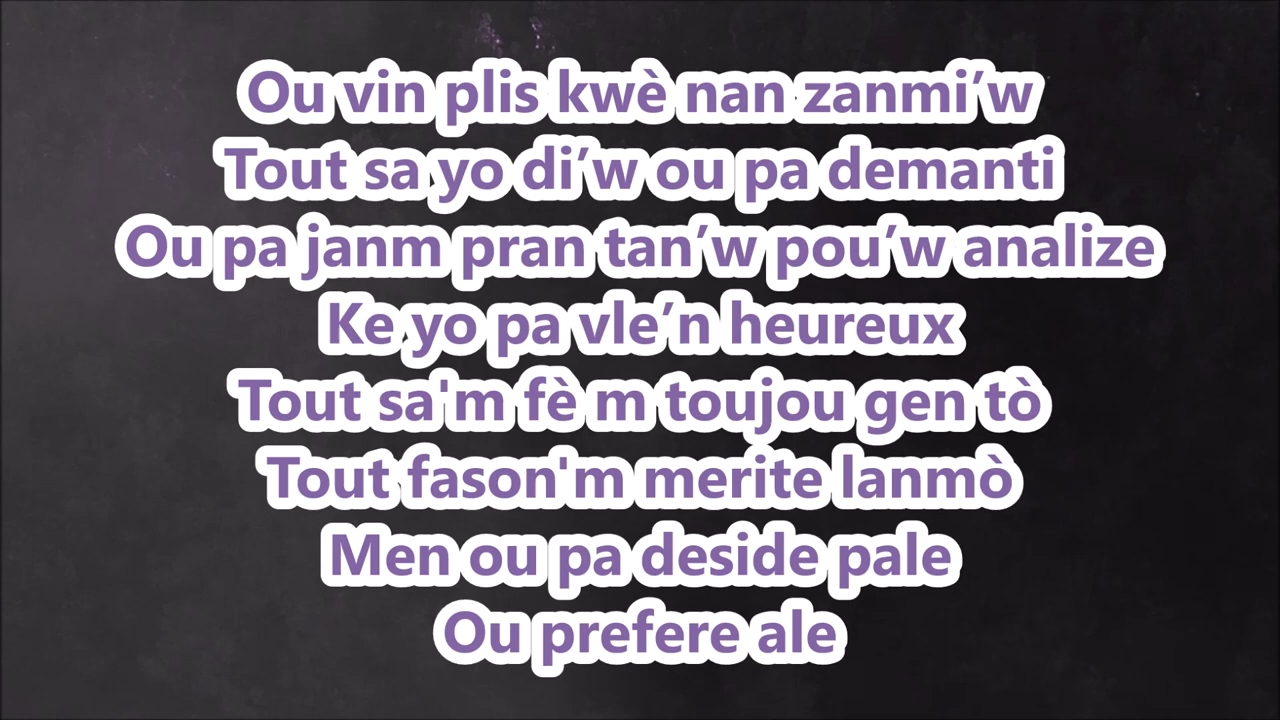 Ou vin plis kwè nan zanmi’w
Tout sa yo di’w ou pa demanti
Ou pa janm pran tan’w pou’w analize
Ke yo pa vle’n heureux
Tout sa'm fè m toujou gen tò
Tout fason'm merite lanmò
Men ou pa deside pale
Ou prefere ale